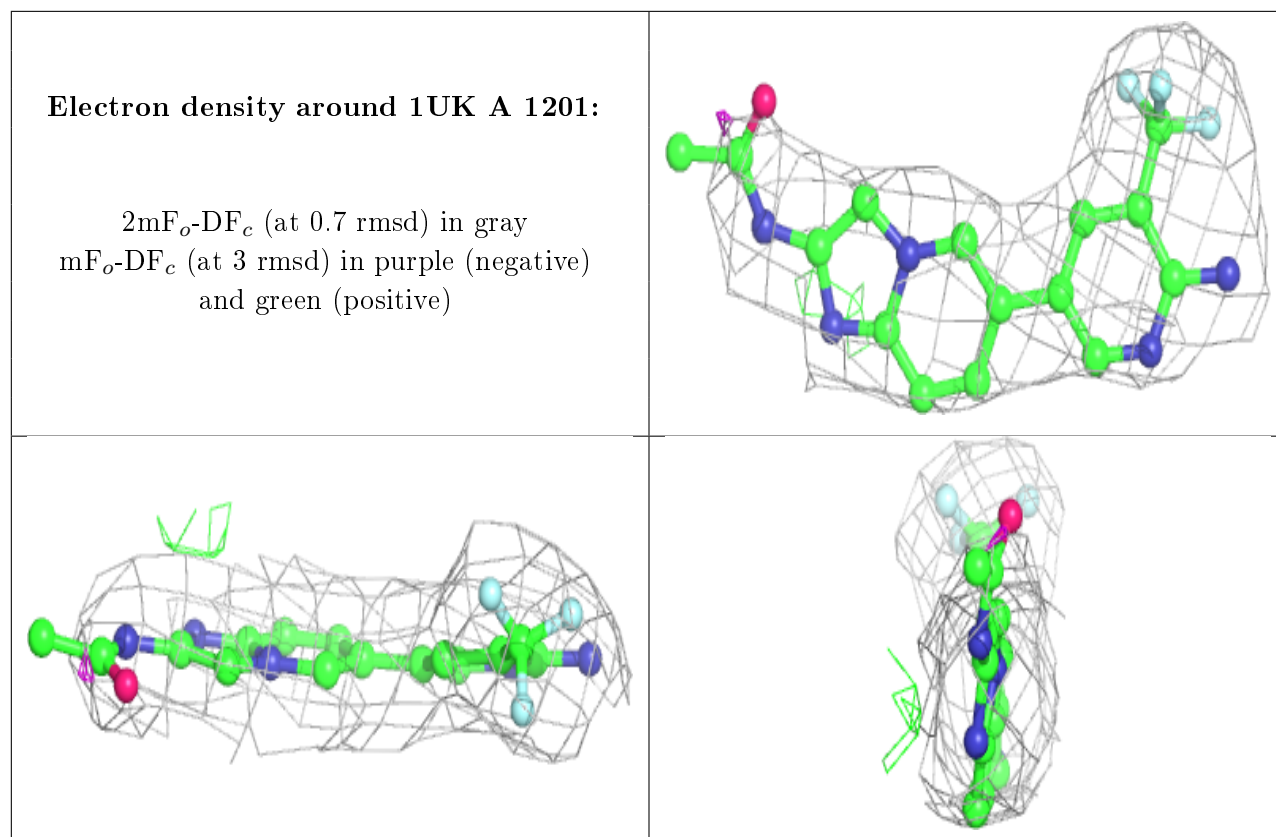 Electron density around 1UK A 1201:
2mFo-DFc (at 0.7 rmsd) in gray
mFo-DFc (at 3 rmsd) in purple (negative)
and green (positive)